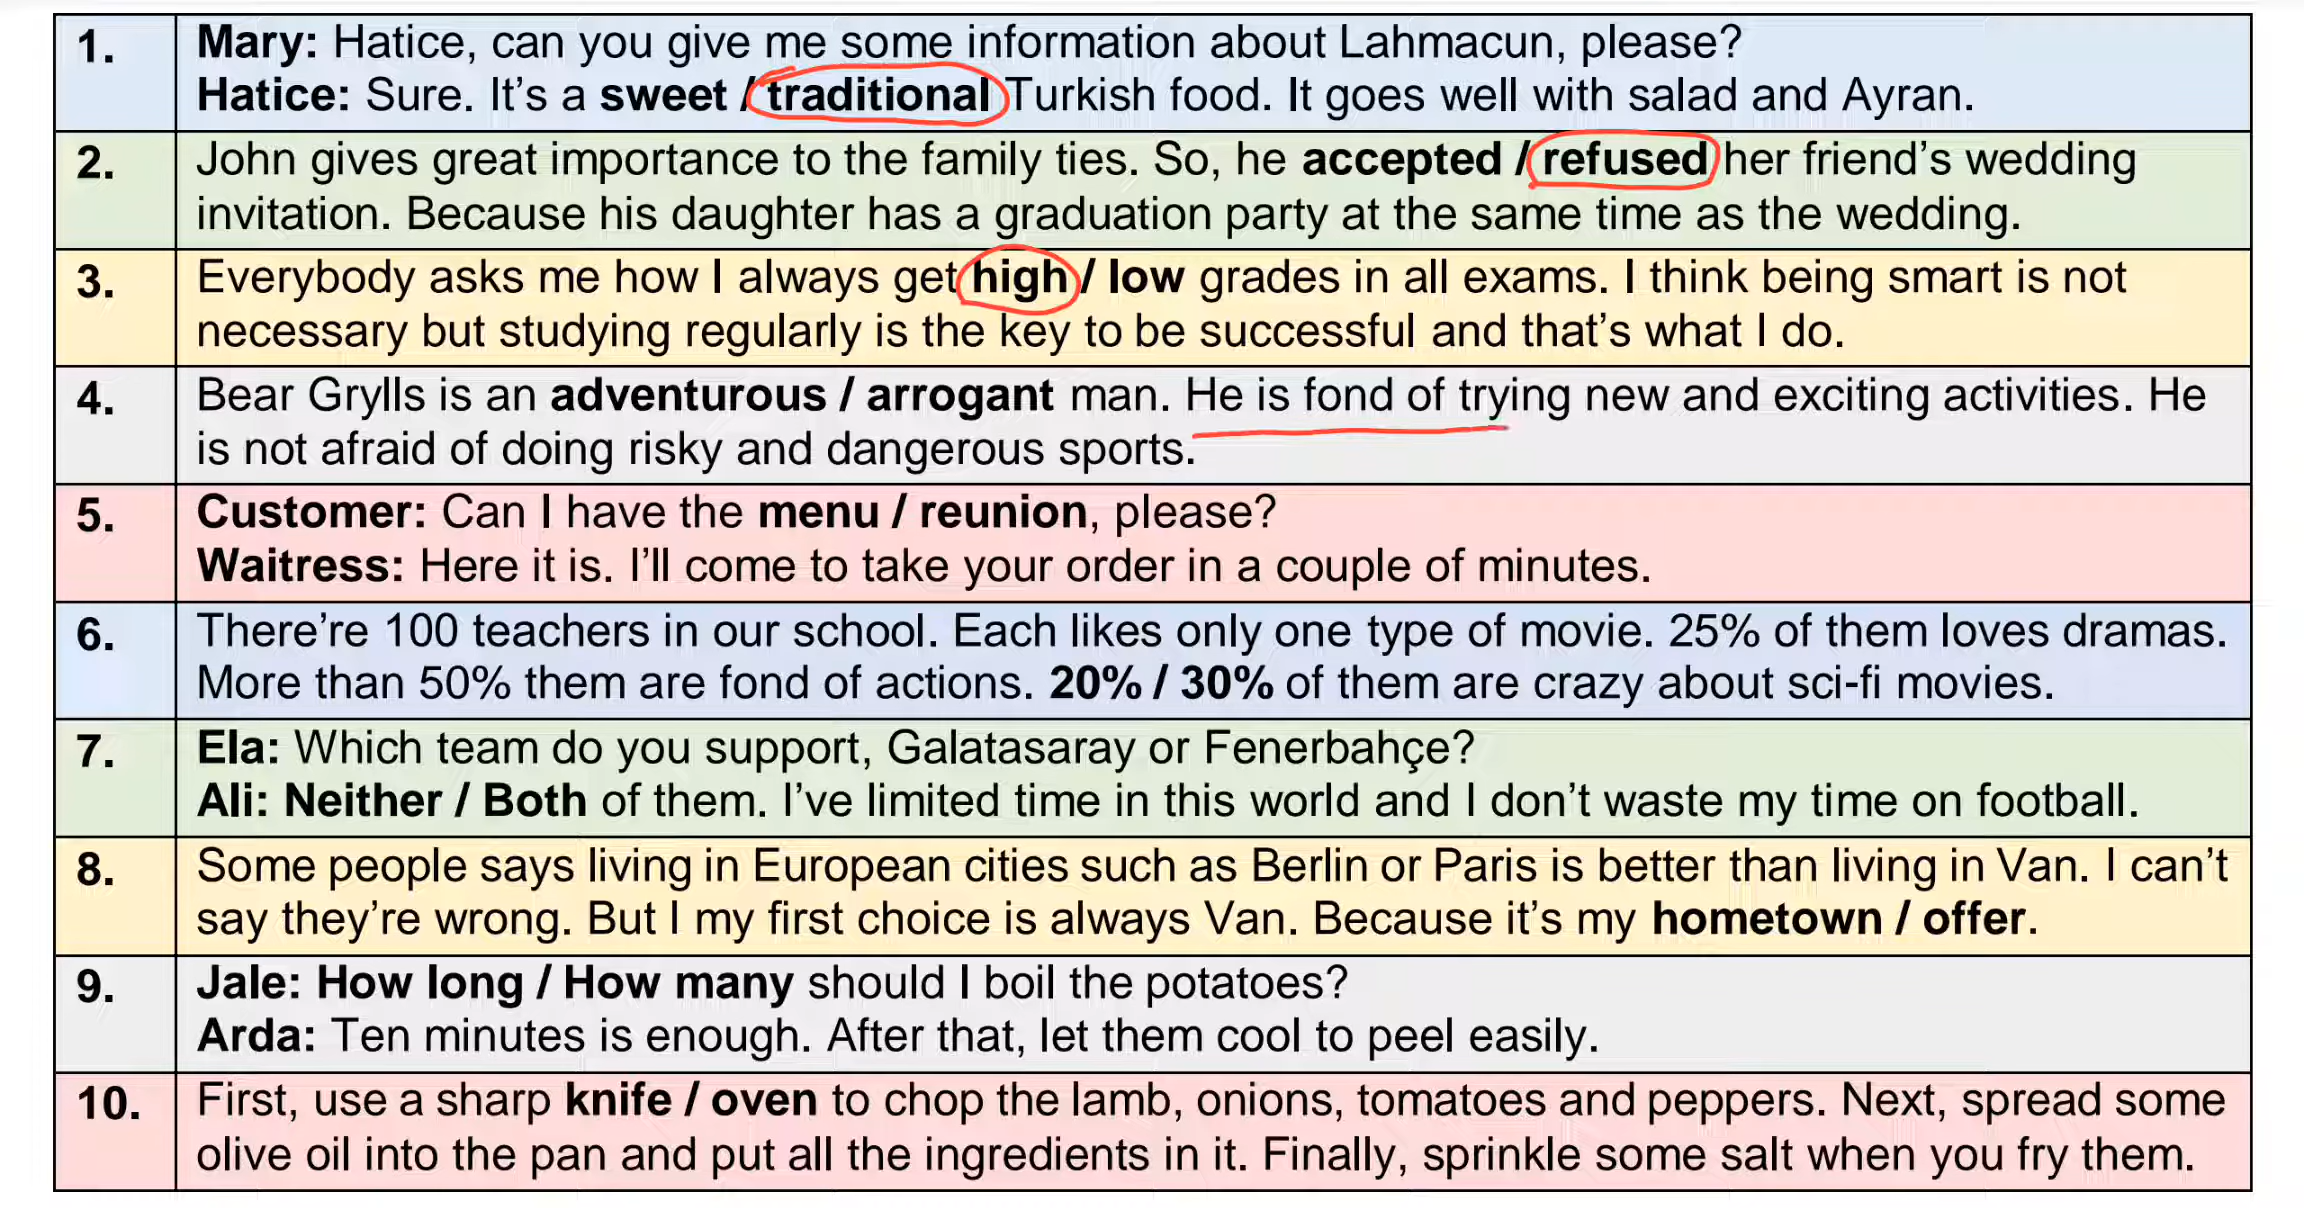 1. Mary: Hatice, can you give me some information about Lahmacun, please?
Hatice: Sure. It's a sweet / traditional Turkish food. It goes well with salad and Ayran.
2. John gives great importance to the family ties. So, he accepted / refused her friend's wedding
invitation. Because his daughter has a graduation party at the same time as the wedding.
3. Everybody asks me how I always get high / low grades in all exams. I think being smart is not
necessary but studying regularly is the key to be successful and that's what I do.
4. Bear Grylls is an adventurous / arrogant man. He is fond of trying new and exciting activities. He
is not afraid of doing risky and dangerous sports.
5. Customer: Can I have the menu / reunion, please?
Waitress: Here it is. I'll come to take your order in a couple of minutes.
6. There're 100 teachers in our school. Each likes only one type of movie. 25% of them loves dramas.
More than 50% them are fond of actions. 20% / 30% of them are crazy about sci-fi movies.
7. Ela: Which team do you support, Galatasaray or Fenerbahçe?
Ali: Neither / Both of them. I've limited time in this world and I don't waste my time on football.
8. Some people says living in European cities such as Berlin or Paris is better than living in Van. I can't
say they're wrong. But I my first choice is always Van. Because it's my hometown / offer.
9. Jale: How long / How many should I boil the potatoes?
Arda: Ten minutes is enough. After that, let them cool to peel easily.
10. First, use a sharp knife / oven to chop the lamb, onions, tomatoes and peppers. Next, spread some
olive oil into the pan and put all the ingredients in it. Finally, sprinkle some salt when you fry them.